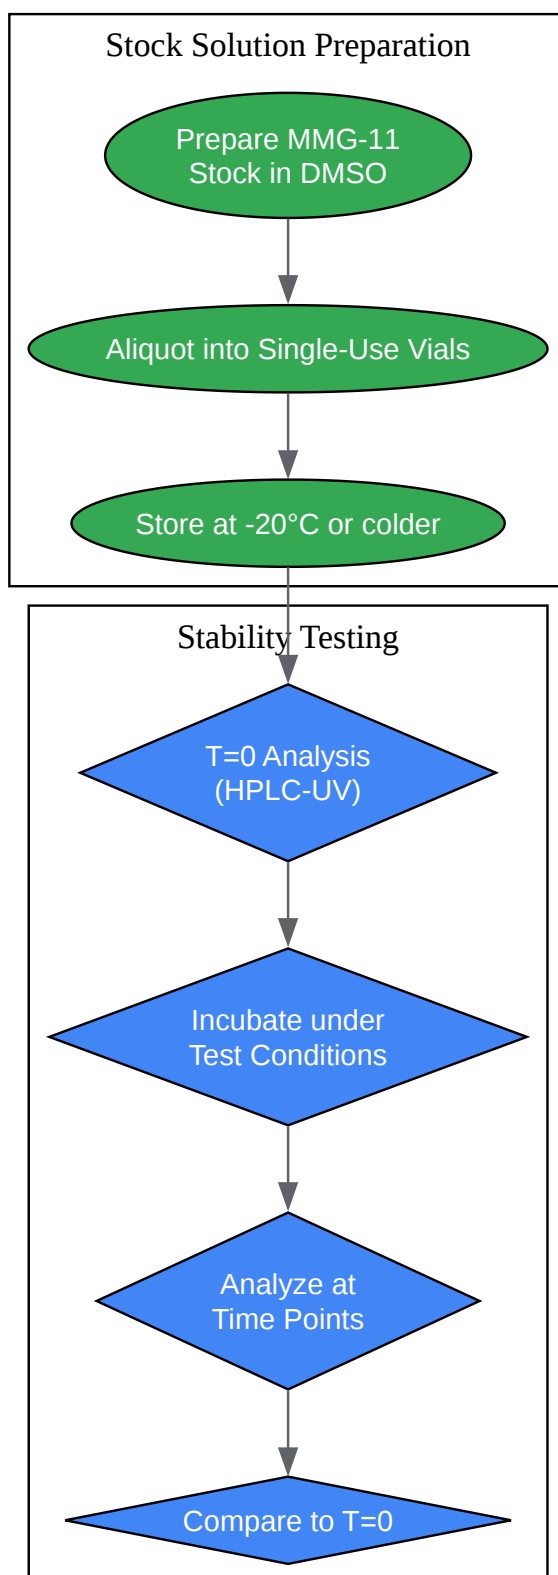 Stock Solution Preparation
Prepare MMG-11
Stock in DMSO
Aliquot into Single-Use Vials
Store at -20°C or colder
Stability Testing
T=0 Analysis
(HPLC-UV)
Incubate under
Test Conditions
Analyze at
Time Points
Compare to T=0